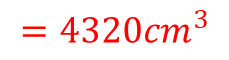 = 4320cm³